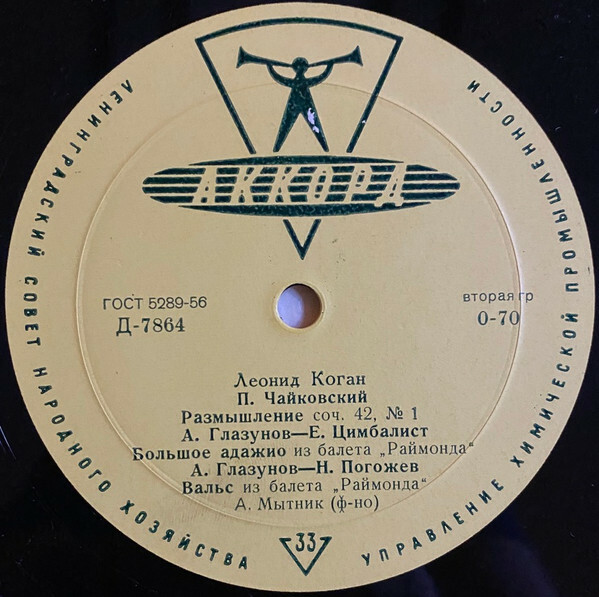 ЛЕНИНГРАДСКИЙ СОВЕТ НАРОДНОГО ХОЗЯЙСТВА
УПРАВЛЕНИЕ ХИМИЧЕСКОЙ ПРОМЫШЛЕННОСТИ
АККОРД
ГОСТ 5289-56
Д-7864
вторая гр
0-70
Леонид Коган
П. Чайковский
Размышление соч. 42, № 1
А. Глазунов—Е. Цимбалист
Большое адажио из балета „Раймонда"
А. Глазунов—Н. Погожев
Вальс из балета „Раймонда"
А. Мытник (ф-но)
33